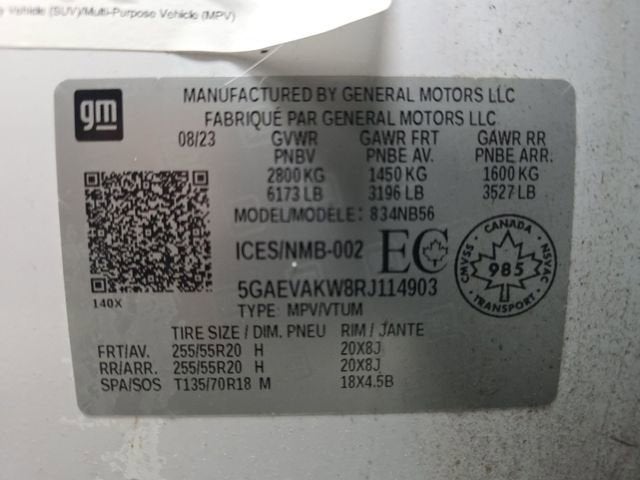 y Vehicle (SUV)/Multi-Purpose Vehicle (MPV)
gm
MANUFACTURED BY GENERAL MOTORS LLC
FABRIQUÉ PAR GENERAL MOTORS LLC
08/23 GVWR GAWR FRT GAWR RR
PNBV PNBE AV. PNBE ARR.
2800 KG 1450 KG 1600 KG
6173 LB 3196 LB 3527 LB
MODEL/MODÈLE: 834NB56
ICES/NMB-002 EC
CANADA
CMVSS 985 NSVAC
TRANSPORT
140X
5GAEVAKW8RJ114903
TYPE: MPV/VTUM
TIRE SIZE / DIM. PNEU RIM / JANTE
FRT/AV. 255/55R20 H 20X8J
RR/ARR. 255/55R20 H 20X8J
SPA/SOS T135/70R18 M 18X4.5B